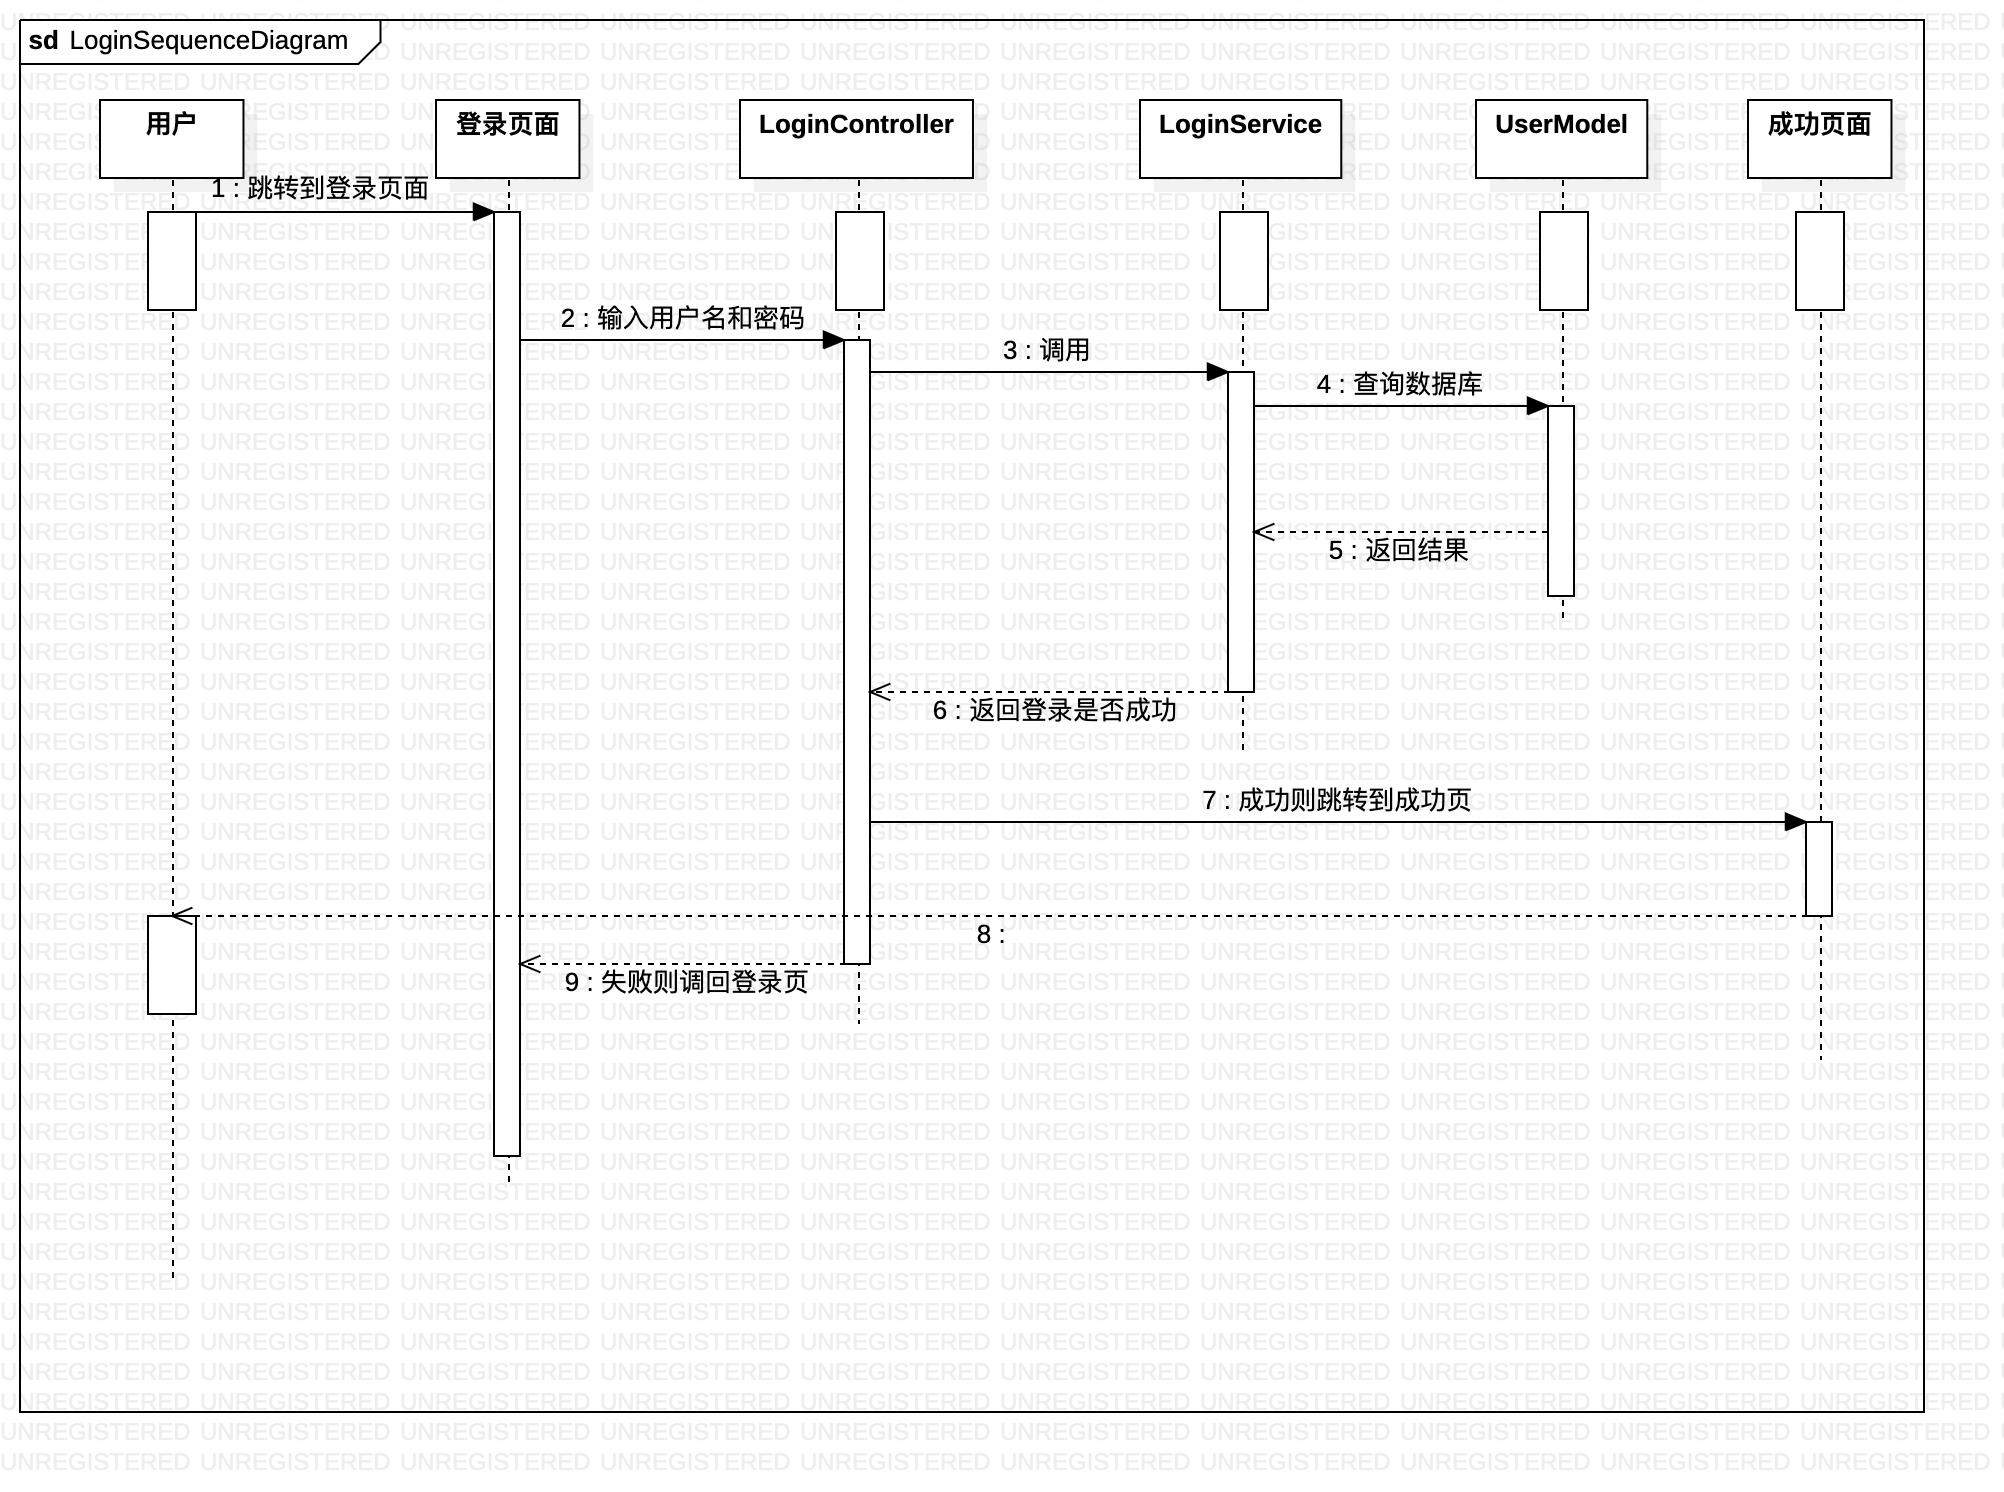 sd LoginSequenceDiagram
用户
登录页面
LoginController
LoginService
UserModel
成功页面
1 : 跳转到登录页面
2 : 输入用户名和密码
3 : 调用
4 : 查询数据库
5 : 返回结果
6 : 返回登录是否成功
7 : 成功则跳转到成功页
8 :
9 : 失败则调回登录页
UNREGISTERED